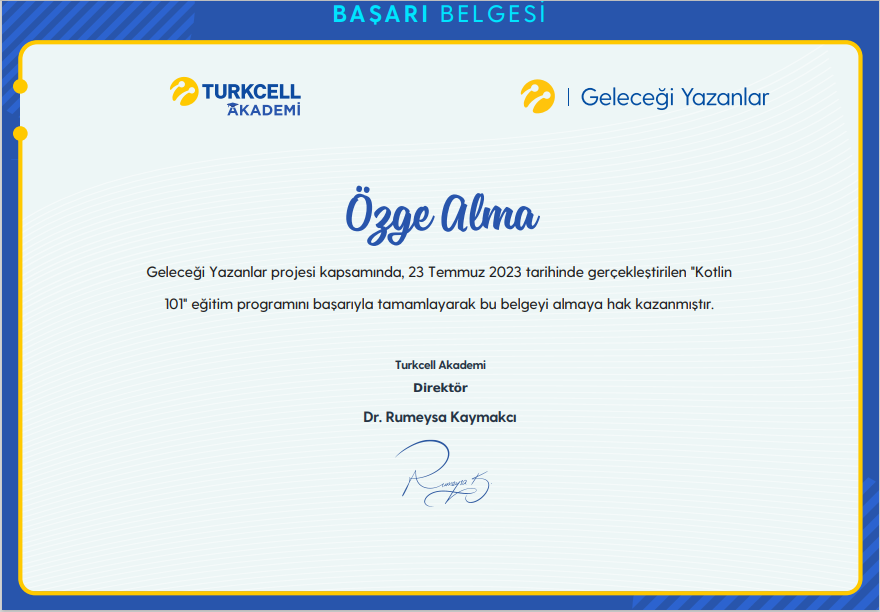 BAŞARI BELGESİ
TURKCELL
AKADEMİ
Geleceği Yazanlar
Özge Alma
Geleceği Yazanlar projesi kapsamında, 23 Temmuz 2023 tarihinde gerçekleştirilen "Kotlin
101" eğitim programını başarıyla tamamlayarak bu belgeyi almaya hak kazanmıştır.
Turkcell Akademi
Direktör
Dr. Rumeysa Kaymakcı
Rumeysa K